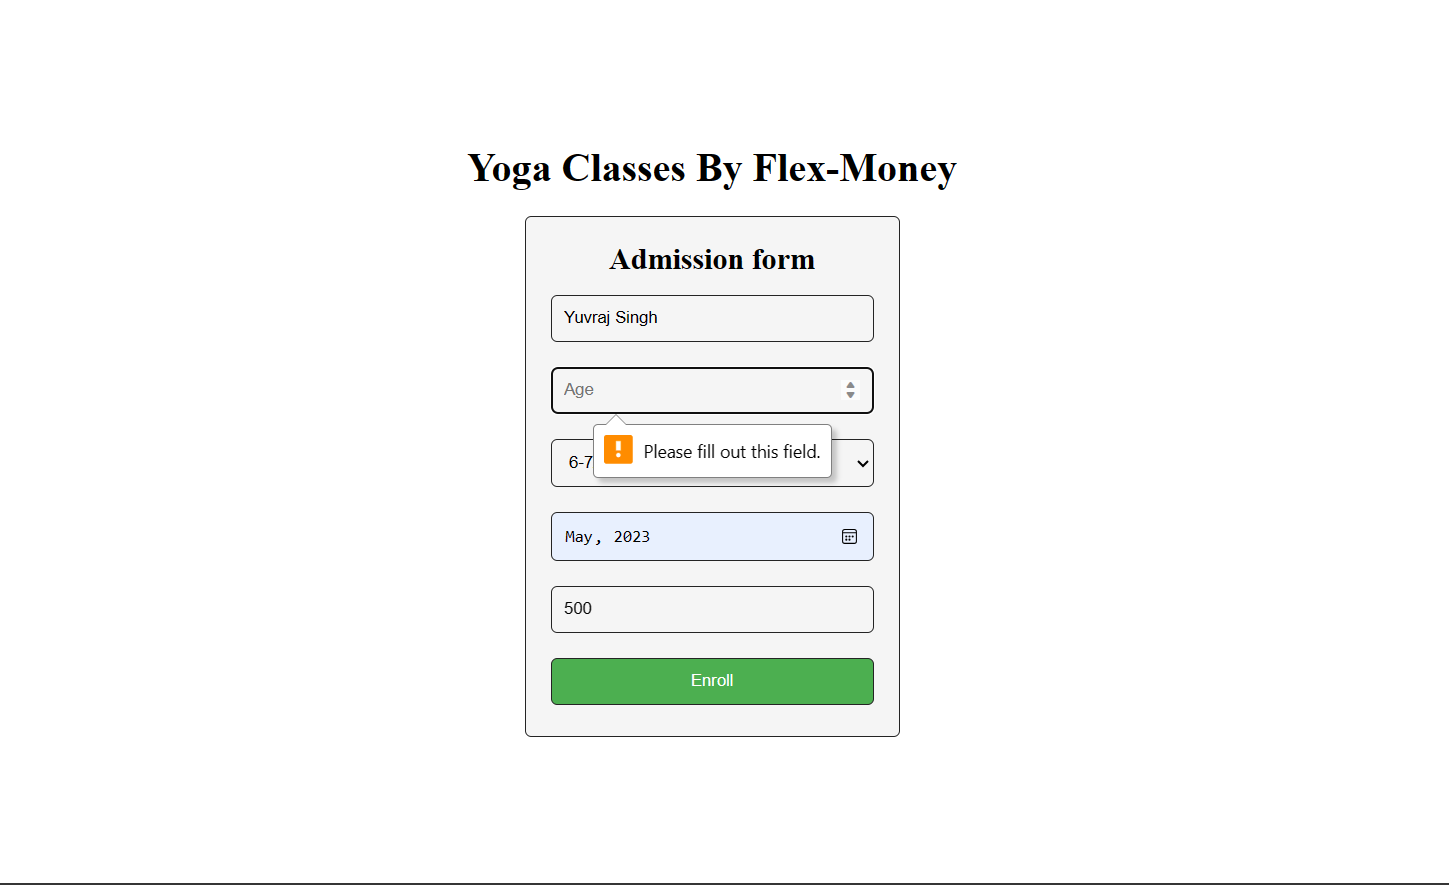 Yoga Classes By Flex-Money
Admission form
Yuvraj Singh
Age
Please fill out this field.
6-7
May, 2023
500
Enroll